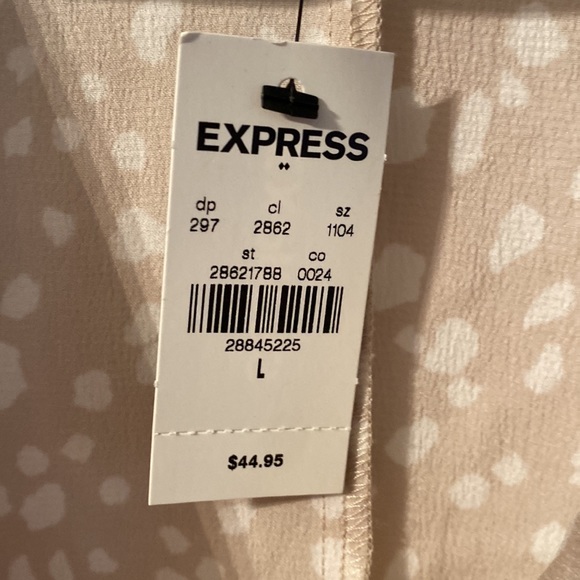 EXPRESS
dp cl sz
297 2862 1104
st co
28621788 0024
28845225
L
$44.95